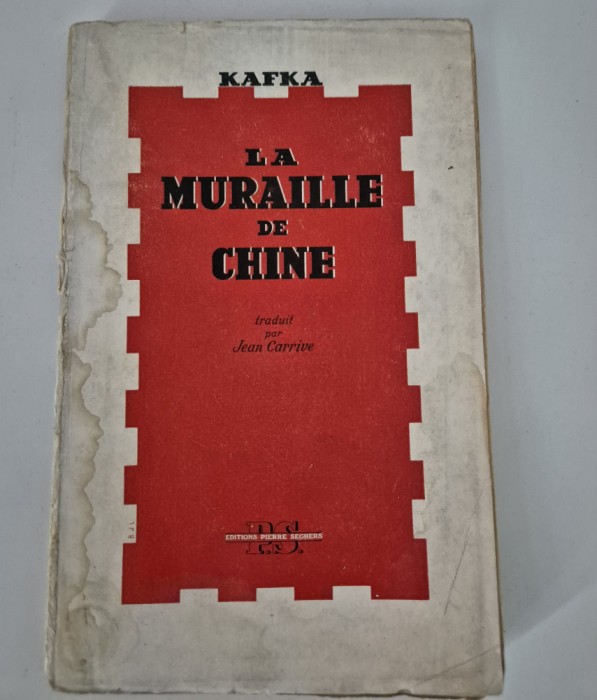 KAFKA
LA
MURAILLE
DE
CHINE
traduit
par
Jean Carrive
P.S.
EDITIONS PIERRE SEGHERS